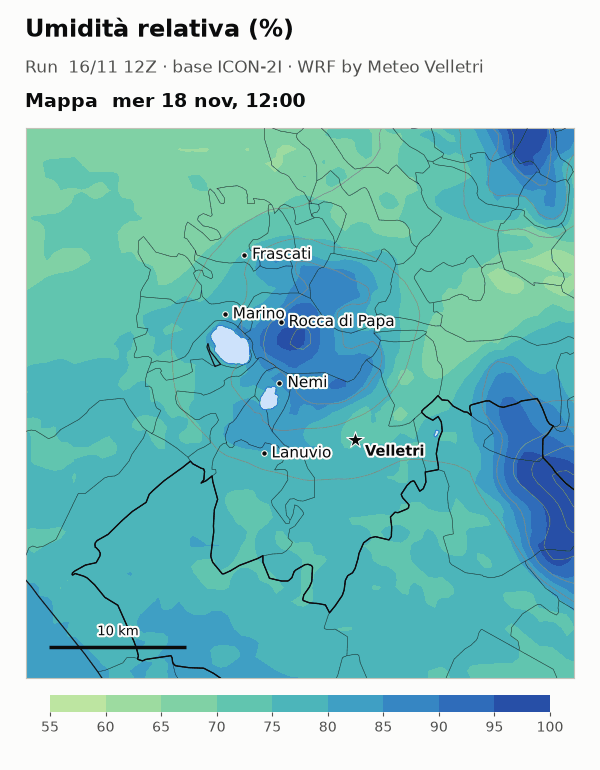 Umidità relativa (%)
Run  16/11 12Z · base ICON-2I · WRF by Meteo Velletri
Mappa  mer 18 nov, 12:00
Frascati
Marino
Rocca di Papa
Nemi
Velletri
Lanuvio
10 km
55 60 65 70 75 80 85 90 95 100